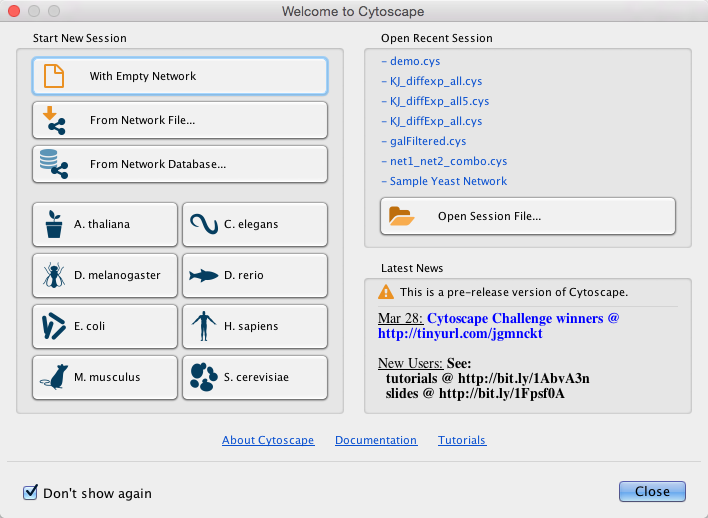 Welcome to Cytoscape
Start New Session
With Empty Network
From Network File...
From Network Database...
A. thaliana
C. elegans
D. melanogaster
D. rerio
E. coli
H. sapiens
M. musculus
S. cerevisiae
Open Recent Session
- demo.cys
- KJ_diffexp_all.cys
- KJ_diffExp_all5.cys
- KJ_diffExp_all.cys
- galFiltered.cys
- net1_net2_combo.cys
- Sample Yeast Network
Open Session File...
Latest News
This is a pre-release version of Cytoscape.
Mar 28: Cytoscape Challenge winners @
http://tinyurl.com/jgmnckt
New Users: See:
tutorials @ http://bit.ly/1AbvA3n
slides @ http://bit.ly/1Fpsf0A
About Cytoscape Documentation Tutorials
Don't show again
Close